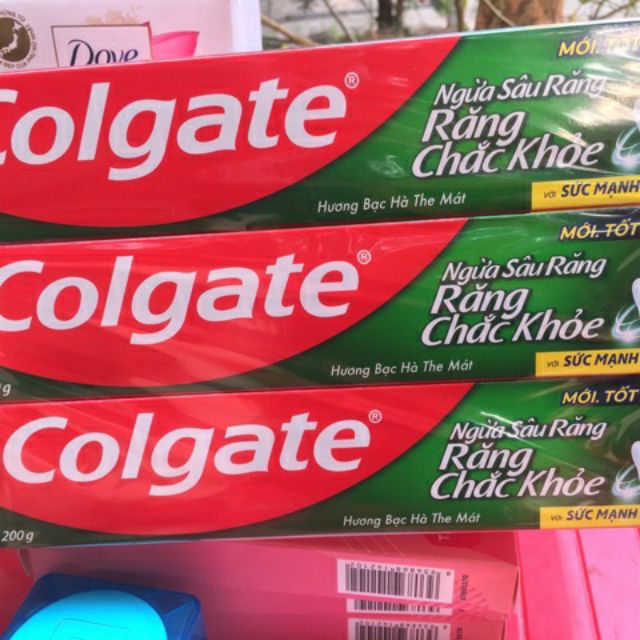 Dove
MỚI. TỐT
Colgate®
Ngừa Sâu Răng
Răng
Chắc Khỏe
Hương Bạc Hà The Mát
VỚI SỨC MẠNH
MỚI. TỐT
Colgate®
Ngừa Sâu Răng
Răng
Chắc Khỏe
Hương Bạc Hà The Mát
VỚI SỨC MẠNH
g
MỚI. TỐT
Colgate®
Ngừa Sâu Răng
Răng
Chắc Khỏe
Hương Bạc Hà The Mát
VỚI SỨC MẠNH
200 g